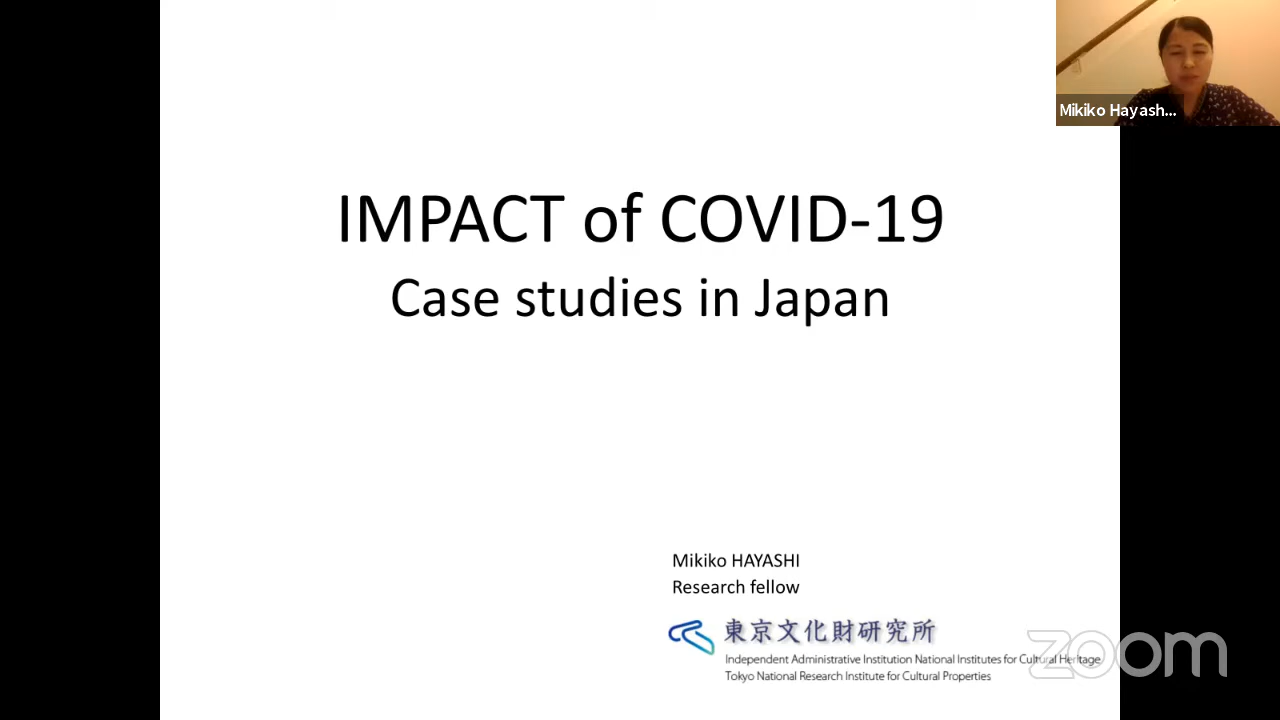 Mikiko Hayash...
IMPACT of COVID-19
Case studies in Japan
Mikiko HAYASHI
Research fellow
東京文化財研究所
Independent Administrative Institution National Institutes for Cultural Heritage
Tokyo National Research Institute for Cultural Properties
zoom